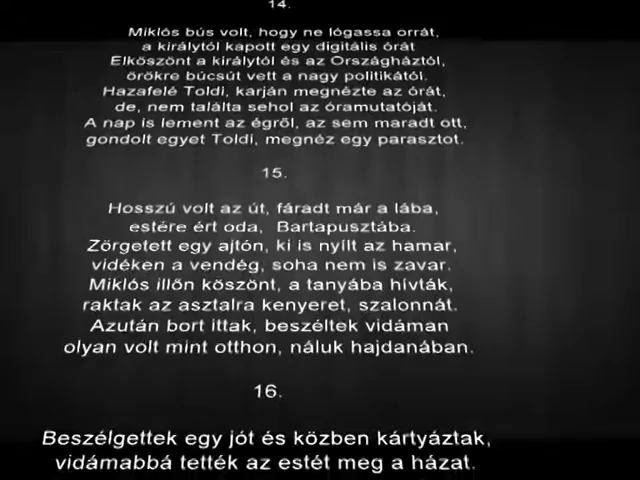 14.
Miklós bús volt, hogy ne lógassa orrát,
a királytól kapott egy digitális órát
Elköszönt a királytól és az Országháztól,
örökre búcsút vett a nagy politikától.
Hazafelé Toldi, karján megnézte az órát,
de, nem találta sehol az óramutatóját.
A nap is lement az égről, az sem maradt ott,
gondolt egyet Toldi, megnéz egy parasztot.
15.
Hosszú volt az út, fáradt már a lába,
estére ért oda, Bartapusztába.
Zörgetett egy ajtón, ki is nyílt az hamar,
vidéken a vendég, soha nem is zavar.
Miklós illőn köszönt, a tanyába hívták,
raktak az asztalra kenyeret, szalonnát.
Azután bort ittak, beszéltek vidáman
olyan volt mint otthon, náluk hajdanában.
16.
Beszélgettek egy jót és közben kártyáztak,
vidámabbá tették az estét meg a házat.